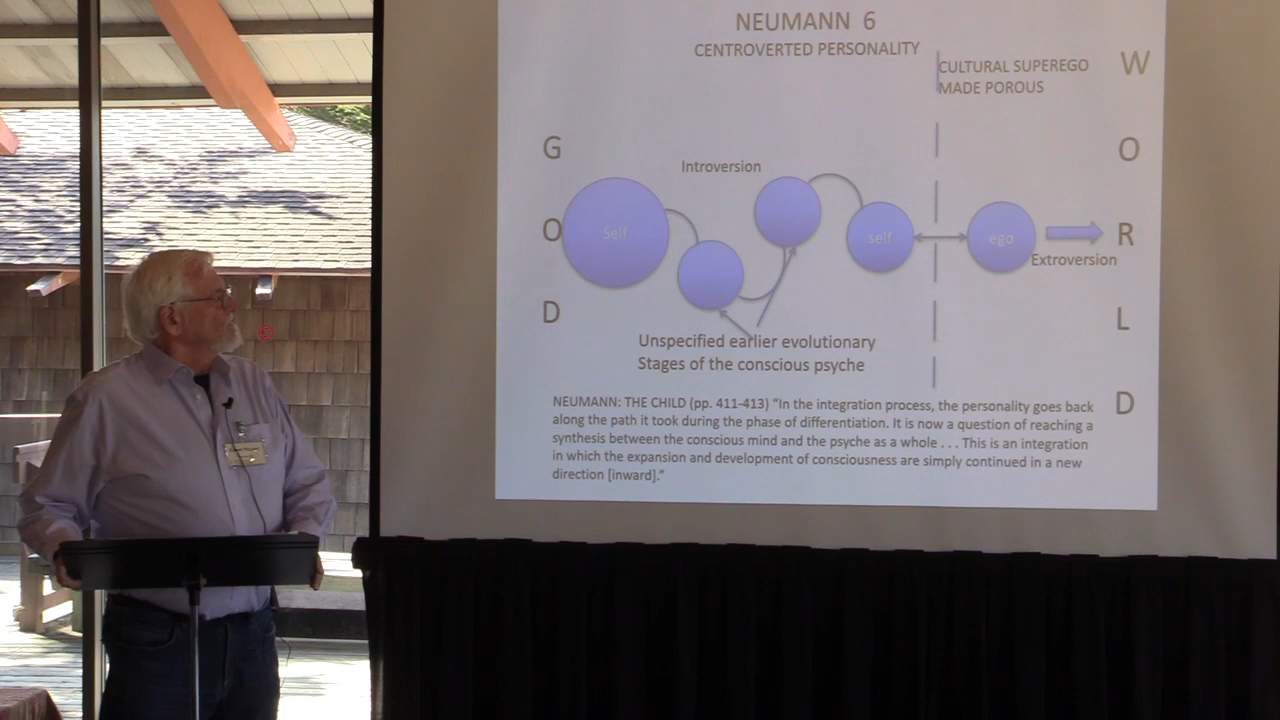 NEUMANN 6
CENTROVERTED PERSONALITY
CULTURAL SUPEREGO
MADE POROUS
W
O
R
L
D
G
O
D
Introversion
Self
self
ego
Extroversion
Unspecified earlier evolutionary
Stages of the conscious psyche
NEUMANN: THE CHILD (pp. 411-413) “In the integration process, the personality goes back
along the path it took during the phase of differentiation. It is now a question of reaching a
synthesis between the conscious mind and the psyche as a whole . . . This is an integration
in which the expansion and development of consciousness are simply continued in a new
direction [inward].”